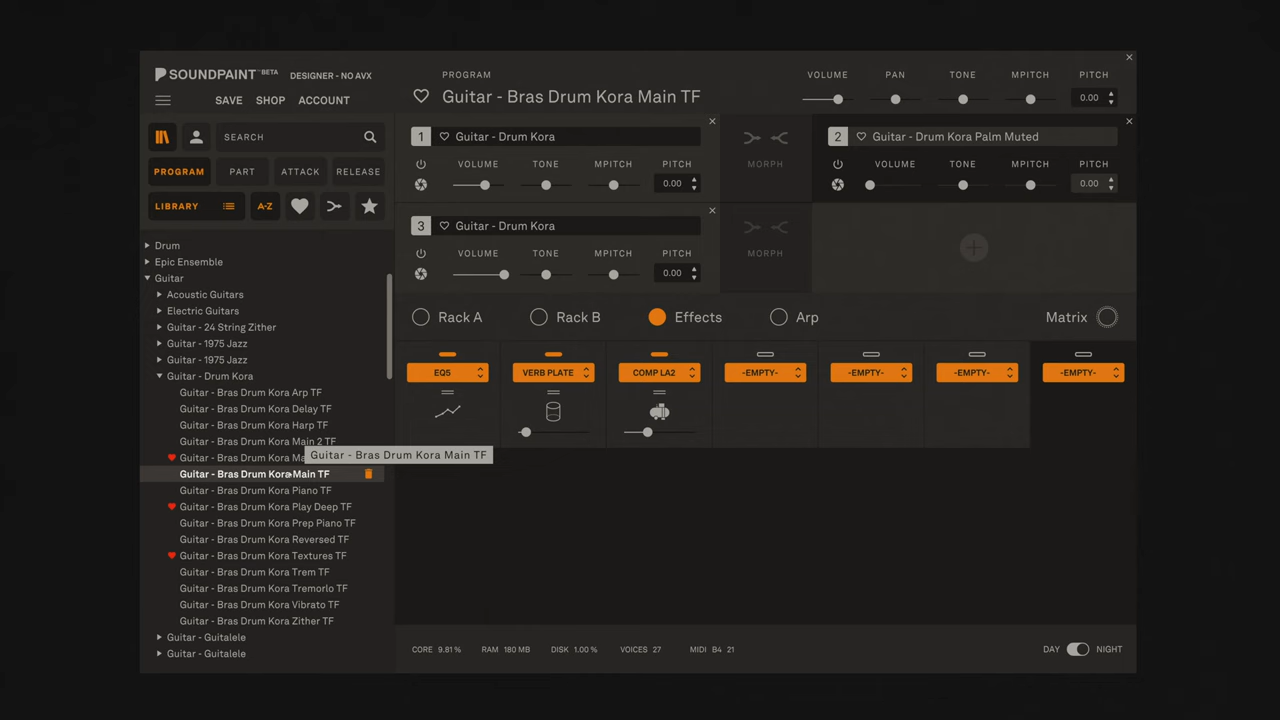 SOUNDPAINT BETA DESIGNER - NO AVX
SAVE SHOP ACCOUNT
PROGRAM
Guitar - Bras Drum Kora Main TF
VOLUME PAN TONE MPITCH PITCH
0.00
SEARCH
PROGRAM PART ATTACK RELEASE
LIBRARY A-Z
Drum
Epic Ensemble
Guitar
Acoustic Guitars
Electric Guitars
Guitar - 24 String Zither
Guitar - 1975 Jazz
Guitar - 1975 Jazz
Guitar - Drum Kora
Guitar - Bras Drum Kora Arp TF
Guitar - Bras Drum Kora Delay TF
Guitar - Bras Drum Kora Harp TF
Guitar - Bras Drum Kora Main 2 TF
Guitar - Bras Drum Kora Ma
Guitar - Bras Drum Kora Main TF
Guitar - Bras Drum Kora Main TF
Guitar - Bras Drum Kora Piano TF
Guitar - Bras Drum Kora Play Deep TF
Guitar - Bras Drum Kora Prep Piano TF
Guitar - Bras Drum Kora Reversed TF
Guitar - Bras Drum Kora Textures TF
Guitar - Bras Drum Kora Trem TF
Guitar - Bras Drum Kora Tremorlo TF
Guitar - Bras Drum Kora Vibrato TF
Guitar - Bras Drum Kora Zither TF
Guitar - Guitalele
Guitar - Guitalele
1 Guitar - Drum Kora
VOLUME TONE MPITCH PITCH
0.00
MORPH
2 Guitar - Drum Kora Palm Muted
VOLUME TONE MPITCH PITCH
0.00
3 Guitar - Drum Kora
VOLUME TONE MPITCH PITCH
0.00
MORPH
Rack A Rack B Effects Arp Matrix
EQ5 VERB PLATE COMP LA2 -EMPTY- -EMPTY- -EMPTY- -EMPTY-
CORE 9.81 % RAM 180 MB DISK 1.00 % VOICES 27 MIDI B4 21
DAY NIGHT